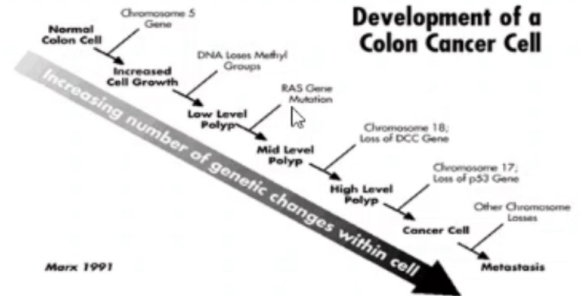 Development of a
Colon Cancer Cell
Chromosome 5
Gene
Normal
Colon Cell
DNA Loses Methyl
Groups
Increased
Cell Growth
RAS Gene
Mutation
Low Level
Polyp
Chromosome 18;
Loss of DCC Gene
Mid Level
Polyp
Chromosome 17;
Loss of p53 Gene
High Level
Polyp
Other Chromosome
Losses
Cancer Cell
Metastasis
Increasing number of genetic changes within cell
Marx 1991